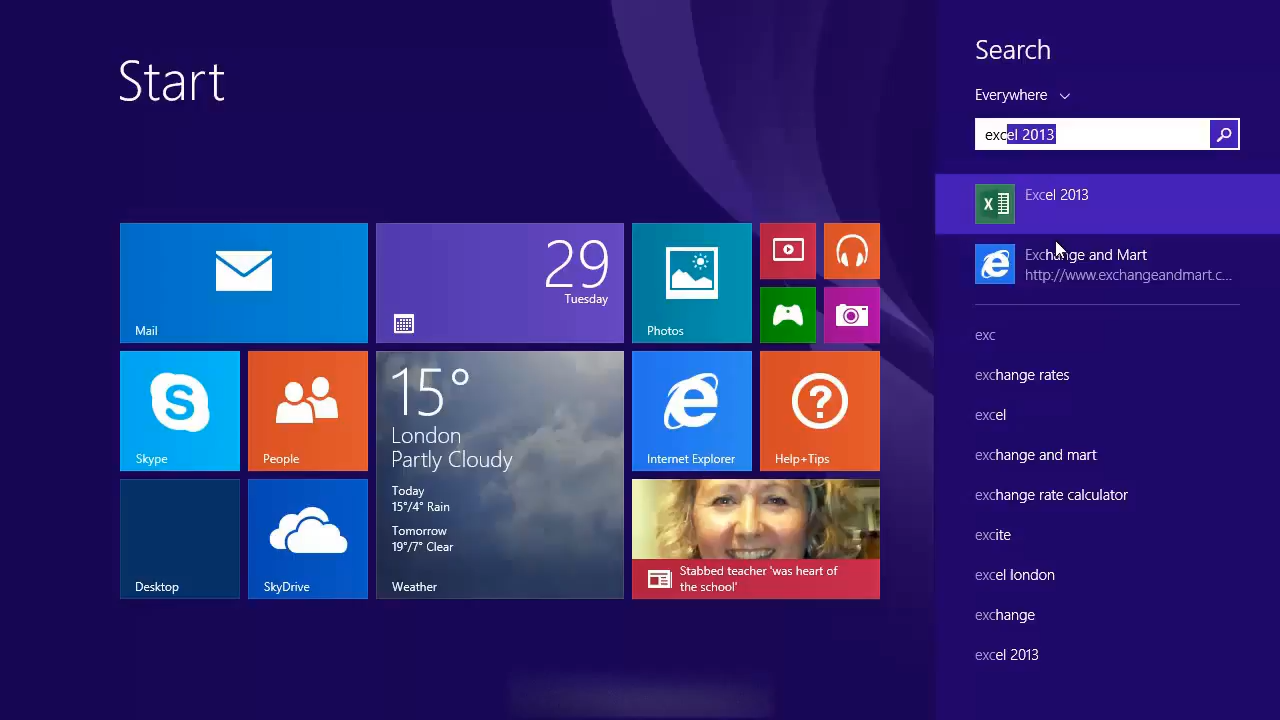 Start
Mail
29
Tuesday
Photos
Skype
People
15°
London
Partly Cloudy
Today
15°/4° Rain
Tomorrow
19°/7° Clear
Weather
Internet Explorer
Help+Tips
Desktop
SkyDrive
Stabbed teacher 'was heart of
the school'
Search
Everywhere
excel 2013
Excel 2013
Exchange and Mart
http://www.exchangeandmart.c...
exc
exchange rates
excel
exchange and mart
exchange rate calculator
excite
excel london
exchange
excel 2013